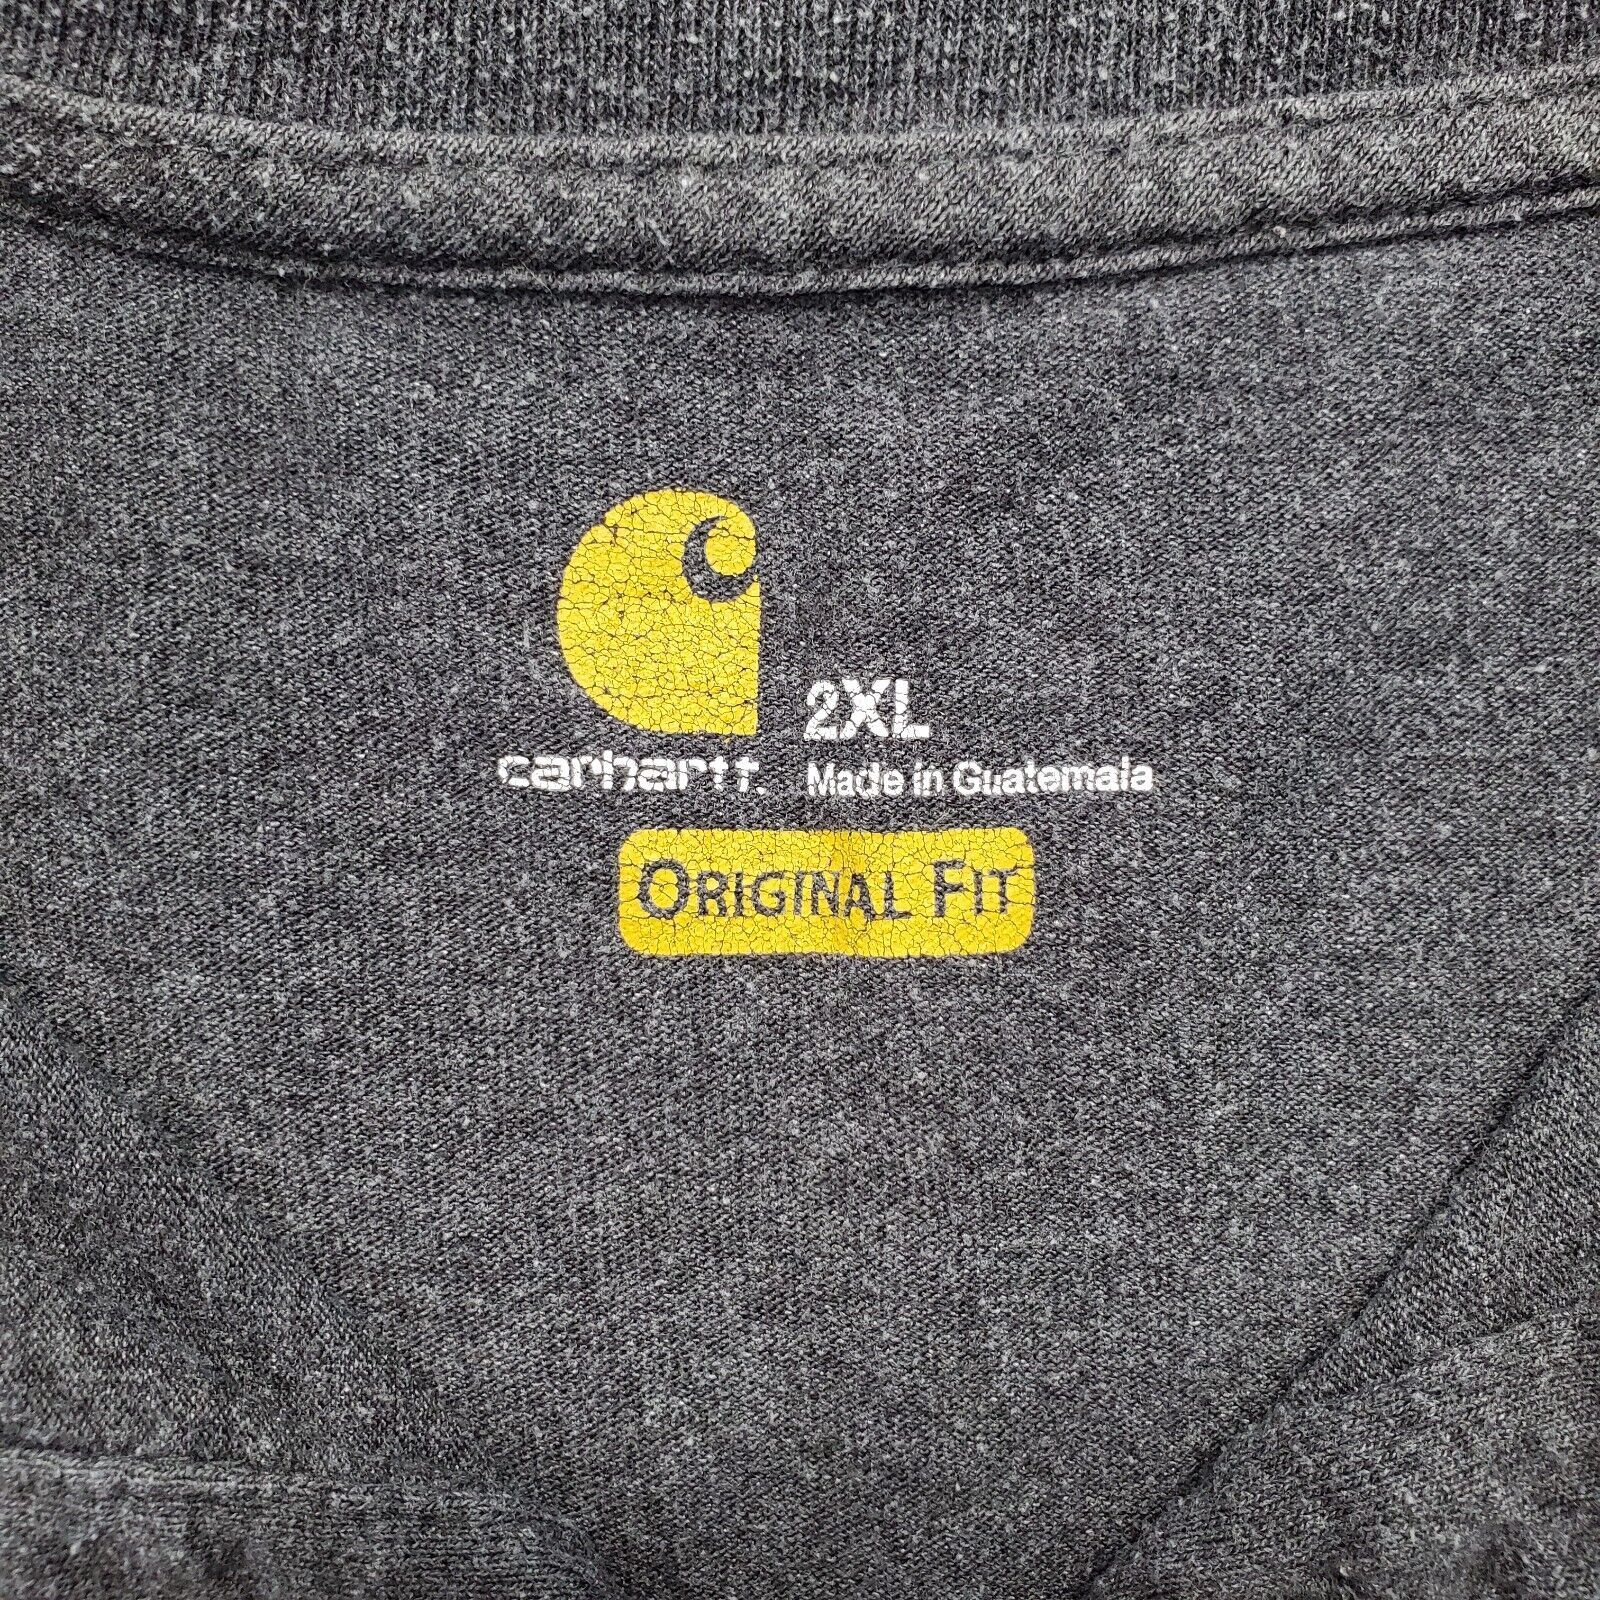 2XL
carhartt. Made in Guatemala
ORIGINAL FIT